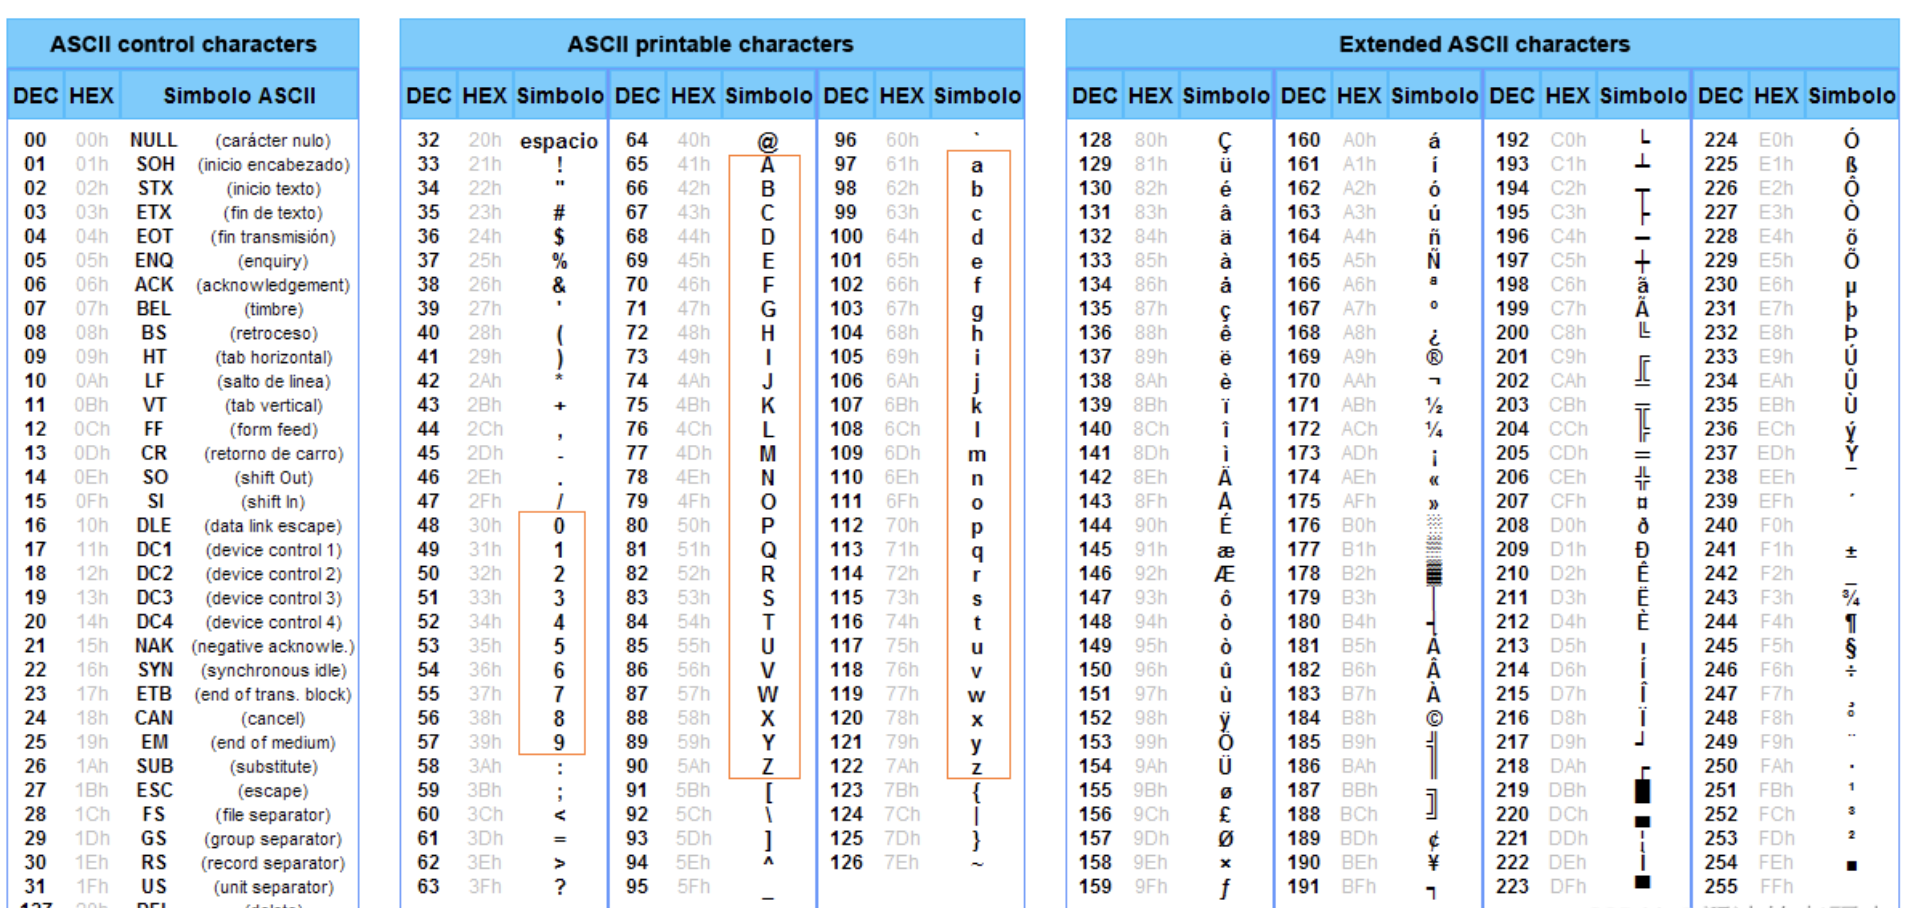 ASCII control characters
DEC HEX Simbolo ASCII
00 00h NULL (carácter nulo)
01 01h SOH (inicio encabezado)
02 02h STX (inicio texto)
03 03h ETX (fin de texto)
04 04h EOT (fin transmisión)
05 05h ENQ (enquiry)
06 06h ACK (acknowledgement)
07 07h BEL (timbre)
08 08h BS (retroceso)
09 09h HT (tab horizontal)
10 0Ah LF (salto de linea)
11 0Bh VT (tab vertical)
12 0Ch FF (form feed)
13 0Dh CR (retorno de carro)
14 0Eh SO (shift Out)
15 0Fh SI (shift In)
16 10h DLE (data link escape)
17 11h DC1 (device control 1)
18 12h DC2 (device control 2)
19 13h DC3 (device control 3)
20 14h DC4 (device control 4)
21 15h NAK (negative acknowle.)
22 16h SYN (synchronous idle)
23 17h ETB (end of trans. block)
24 18h CAN (cancel)
25 19h EM (end of medium)
26 1Ah SUB (substitute)
27 1Bh ESC (escape)
28 1Ch FS (file separator)
29 1Dh GS (group separator)
30 1Eh RS (record separator)
31 1Fh US (unit separator)
127 20h DEL (delete)
ASCII printable characters
DEC HEX Simbolo DEC HEX Simbolo DEC HEX Simbolo
32 20h espacio 64 40h @ 96 60h `
33 21h ! 65 41h A 97 61h a
34 22h " 66 42h B 98 62h b
35 23h # 67 43h C 99 63h c
36 24h $ 68 44h D 100 64h d
37 25h % 69 45h E 101 65h e
38 26h & 70 46h F 102 66h f
39 27h ' 71 47h G 103 67h g
40 28h ( 72 48h H 104 68h h
41 29h ) 73 49h I 105 69h i
42 2Ah * 74 4Ah J 106 6Ah j
43 2Bh + 75 4Bh K 107 6Bh k
44 2Ch , 76 4Ch L 108 6Ch l
45 2Dh - 77 4Dh M 109 6Dh m
46 2Eh . 78 4Eh N 110 6Eh n
47 2Fh / 79 4Fh O 111 6Fh o
48 30h 0 80 50h P 112 70h p
49 31h 1 81 51h Q 113 71h q
50 32h 2 82 52h R 114 72h r
51 33h 3 83 53h S 115 73h s
52 34h 4 84 54h T 116 74h t
53 35h 5 85 55h U 117 75h u
54 36h 6 86 56h V 118 76h v
55 37h 7 87 57h W 119 77h w
56 38h 8 88 58h X 120 78h x
57 39h 9 89 59h Y 121 79h y
58 3Ah : 90 5Ah Z 122 7Ah z
59 3Bh ; 91 5Bh [ 123 7Bh {
60 3Ch < 92 5Ch \ 124 7Ch |
61 3Dh = 93 5Dh ] 125 7Dh }
62 3Eh > 94 5Eh ^ 126 7Eh ~
63 3Fh ? 95 5Fh _
Extended ASCII characters
DEC HEX Simbolo DEC HEX Simbolo DEC HEX Simbolo DEC HEX Simbolo
128 80h Ç 160 A0h á 192 C0h └ 224 E0h Ó
129 81h ü 161 A1h í 193 C1h ┴ 225 E1h ß
130 82h é 162 A2h ó 194 C2h ┬ 226 E2h Ô
131 83h â 163 A3h ú 195 C3h ├ 227 E3h Ò
132 84h ä 164 A4h ñ 196 C4h ─ 228 E4h õ
133 85h à 165 A5h Ñ 197 C5h ┼ 229 E5h Õ
134 86h å 166 A6h ª 198 C6h ã 230 E6h µ
135 87h ç 167 A7h º 199 C7h Ã 231 E7h þ
136 88h ê 168 A8h ¿ 200 C8h ╚ 232 E8h Þ
137 89h ë 169 A9h ® 201 C9h ╔ 233 E9h Ú
138 8Ah è 170 AAh ¬ 202 CAh ╩ 234 EAh Û
139 8Bh ï 171 ABh ½ 203 CBh ╦ 235 EBh Ù
140 8Ch î 172 ACh ¼ 204 CCh ╠ 236 ECh ý
141 8Dh ì 173 ADh ¡ 205 CDh ═ 237 EDh Ý
142 8Eh Ä 174 AEh « 206 CEh ╬ 238 EEh ¯
143 8Fh Å 175 AFh » 207 CFh ¤ 239 EFh ´
144 90h É 176 B0h ░ 208 D0h ð 240 F0h
145 91h æ 177 B1h ▒ 209 D1h Ð 241 F1h ±
146 92h Æ 178 B2h ▓ 210 D2h Ê 242 F2h ‗
147 93h ô 179 B3h │ 211 D3h Ë 243 F3h ¾
148 94h ò 180 B4h ┤ 212 D4h È 244 F4h ¶
149 95h ò 181 B5h Á 213 D5h ı 245 F5h §
150 96h û 182 B6h Â 214 D6h Í 246 F6h ÷
151 97h ù 183 B7h À 215 D7h Î 247 F7h ¸
152 98h ÿ 184 B8h © 216 D8h Ï 248 F8h °
153 99h Ö 185 B9h ╣ 217 D9h ┘ 249 F9h ¨
154 9Ah Ü 186 BAh ║ 218 DAh ┌ 250 FAh ·
155 9Bh ø 187 BBh ╗ 219 DBh █ 251 FBh ¹
156 9Ch £ 188 BCh ╝ 220 DCh ▄ 252 FCh ³
157 9Dh Ø 189 BDh ¢ 221 DDh ¦ 253 FDh ²
158 9Eh × 190 BEh ¥ 222 DEh Ì 254 FEh ■
159 9Fh ƒ 191 BFh ┐ 223 DFh ▀ 255 FFh